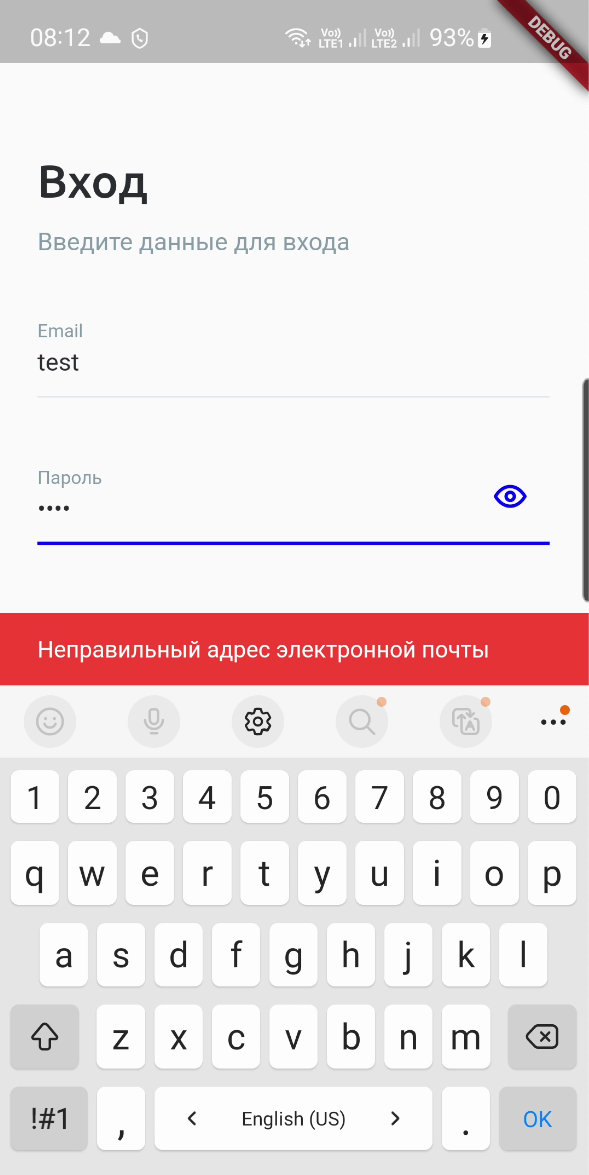 08:12
Vo)) LTE1 Vo)) LTE2 93%
DEBUG
Вход
Введите данные для входа
Email
test
Пароль
••••
Неправильный адрес электронной почты
1 2 3 4 5 6 7 8 9 0
q w e r t y u i o p
a s d f g h j k l
z x c v b n m
!#1 , < English (US) > . OK